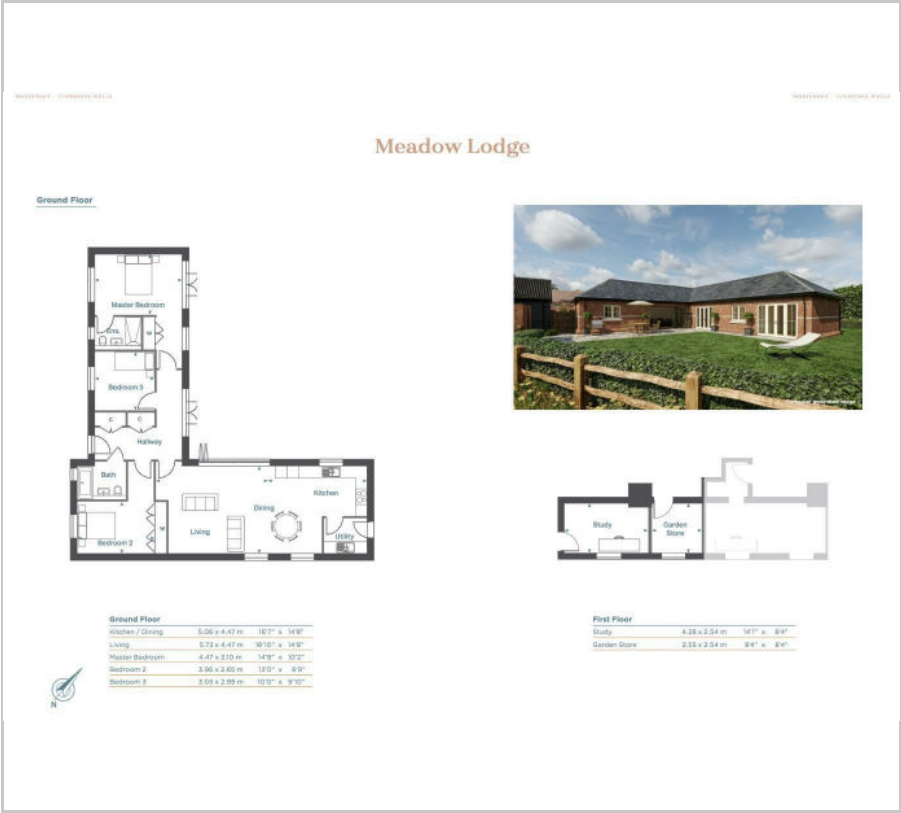 Meadow Lodge
Ground Floor
Master Bedroom
Ens.
W
Bedroom 3
C
C
Hallway
Bath
Bedroom 2
W
Living
Dining
Kitchen
Utility
Study
Garden
Store
Ground Floor
Kitchen / Dining 5.06 x 4.47 m 16'7" x 14'8"
Living 5.73 x 4.47 m 18'10" x 14'8"
Master Bedroom 4.47 x 3.10 m 14'8" x 10'2"
Bedroom 2 3.96 x 2.65 m 13'0" x 8'9"
Bedroom 3 3.05 x 2.99 m 10'0" x 9'10"
N
First Floor
Study 4.28 x 2.54 m 14'1" x 8'4"
Garden Store 2.55 x 2.54 m 8'4" x 8'4"